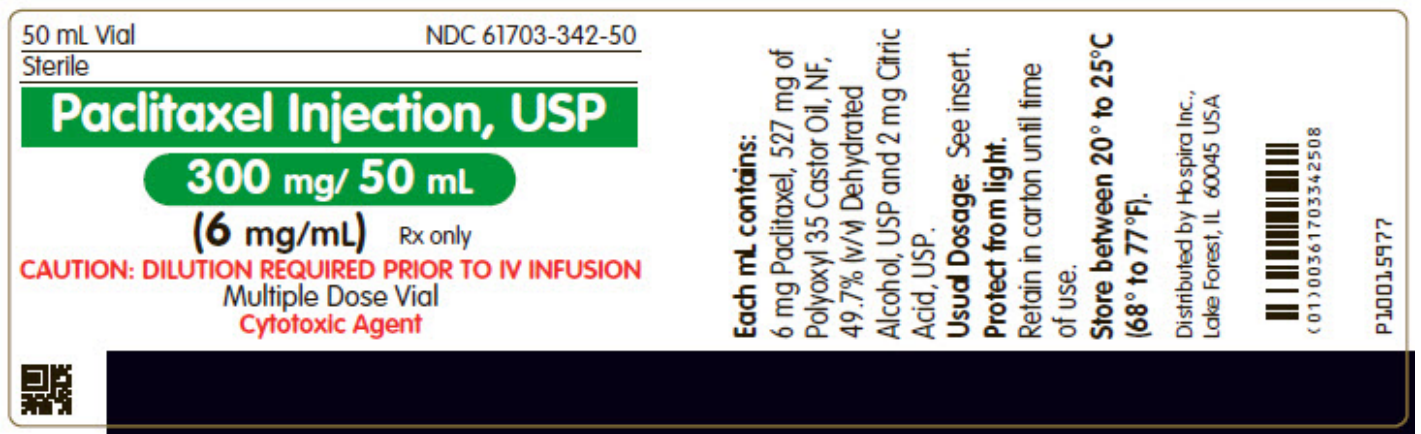 50 mL Vial NDC 61703-342-50
Sterile
Paclitaxel Injection, USP
300 mg/ 50 mL
(6 mg/mL) Rx only
CAUTION: DILUTION REQUIRED PRIOR TO IV INFUSION
Multiple Dose Vial
Cytotoxic Agent
Each mL contains:
6 mg Paclitaxel, 527 mg of
Polyoxyl 35 Castor Oil, NF,
49.7% (v/v) Dehydrated
Alcohol, USP and 2 mg Citric
Acid, USP.
Usual Dosage: See insert.
Protect from light.
Retain in carton until time
of use.
Store between 20° to 25°C
(68° to 77°F).
Distributed by Hospira Inc.,
Lake Forest, IL 60045 USA
(01)00361703342508
P10015977